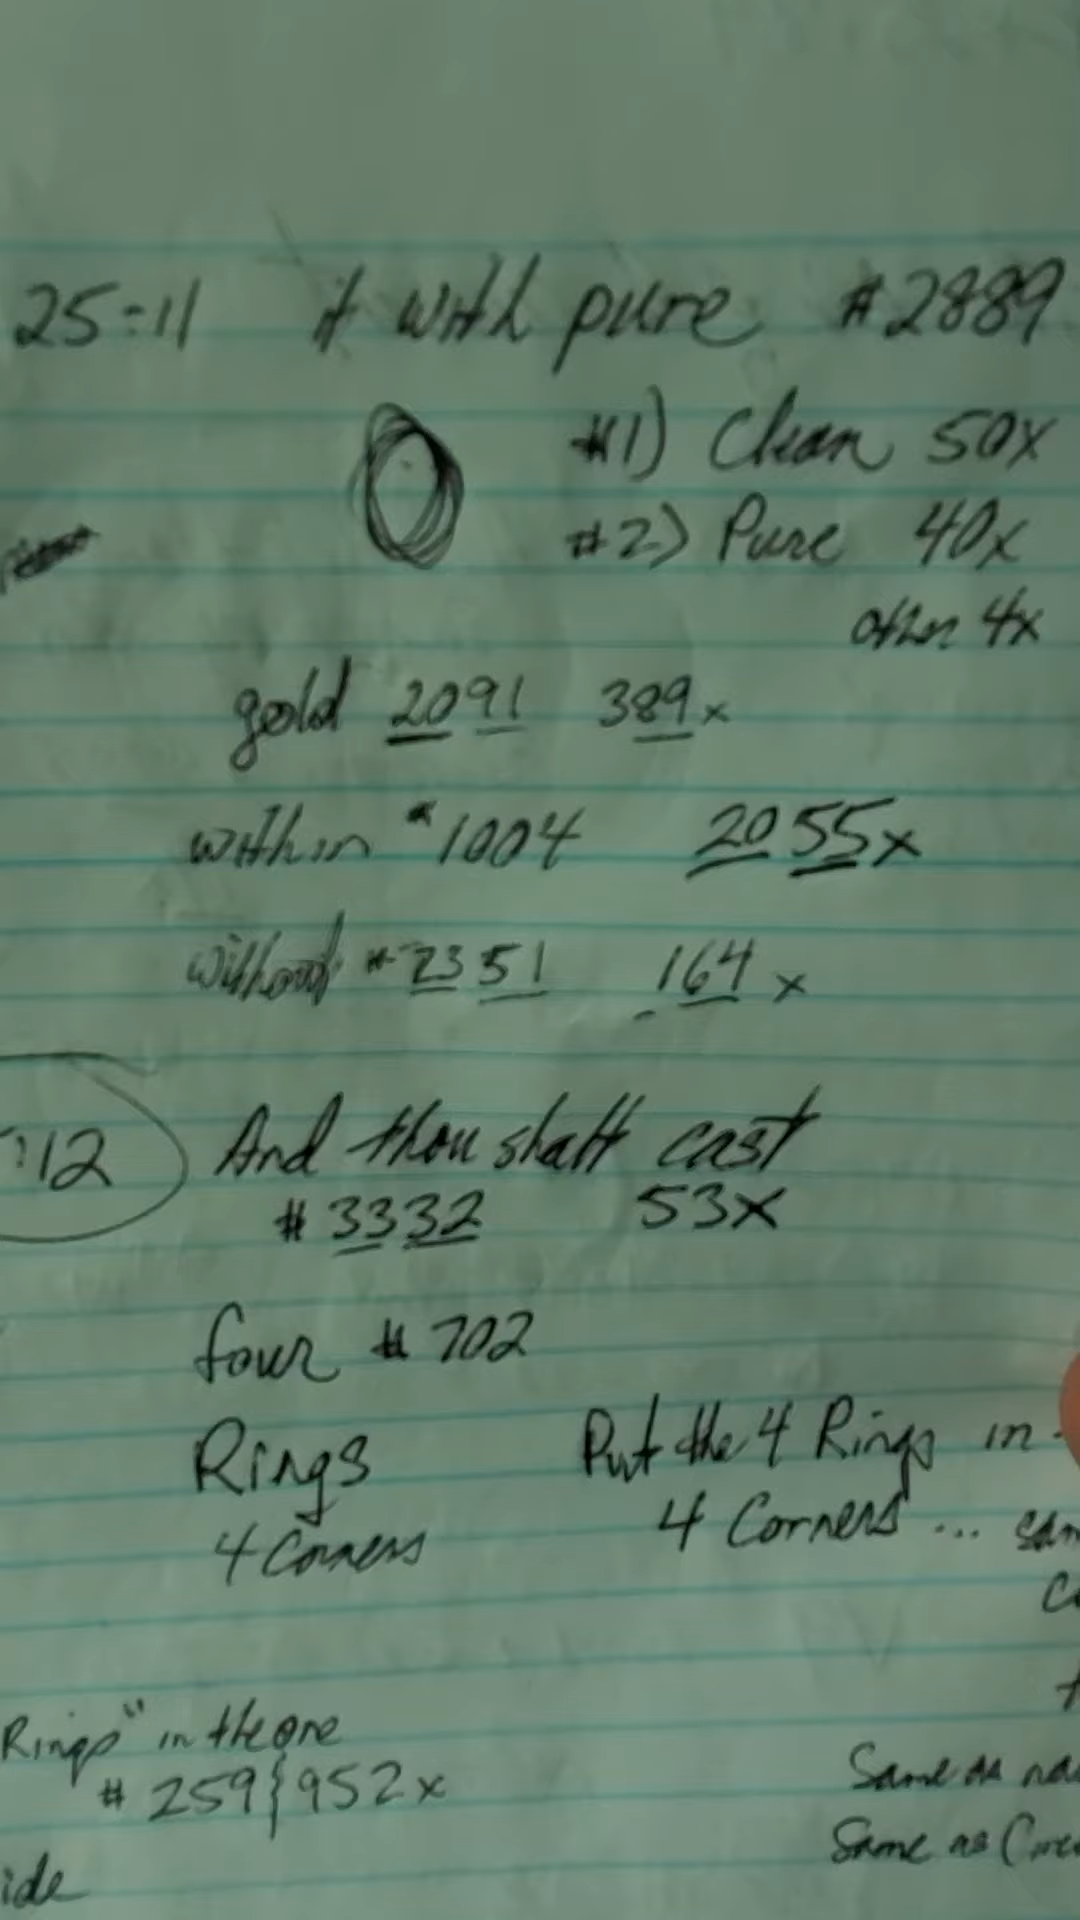 25:11 it with pure #2889
#1) Clean 50x
#2) Pure 40x
other 4x
gold 2091 389x
within #1004 2055x
without #2351 164x
:12 And thou shalt cast
#3332 53x
four #702
Rings Put the 4 Rings in
4 Corners 4 Corners ... sam
Rings" in the one
#259}952x
Same as
ide Same as